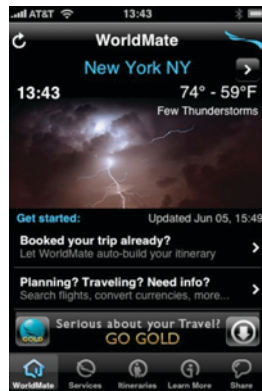 AT&T 13:43
WorldMate
New York NY
13:43 74° - 59°F
Few Thunderstorms
Get started: Updated Jun 05, 15:49
Booked your trip already?
Let WorldMate auto-build your itinerary
Planning? Traveling? Need info?
Search flights, convert currencies, more...
Serious about your Travel?
GOLD GO GOLD
WorldMate Services Itineraries Learn More Share